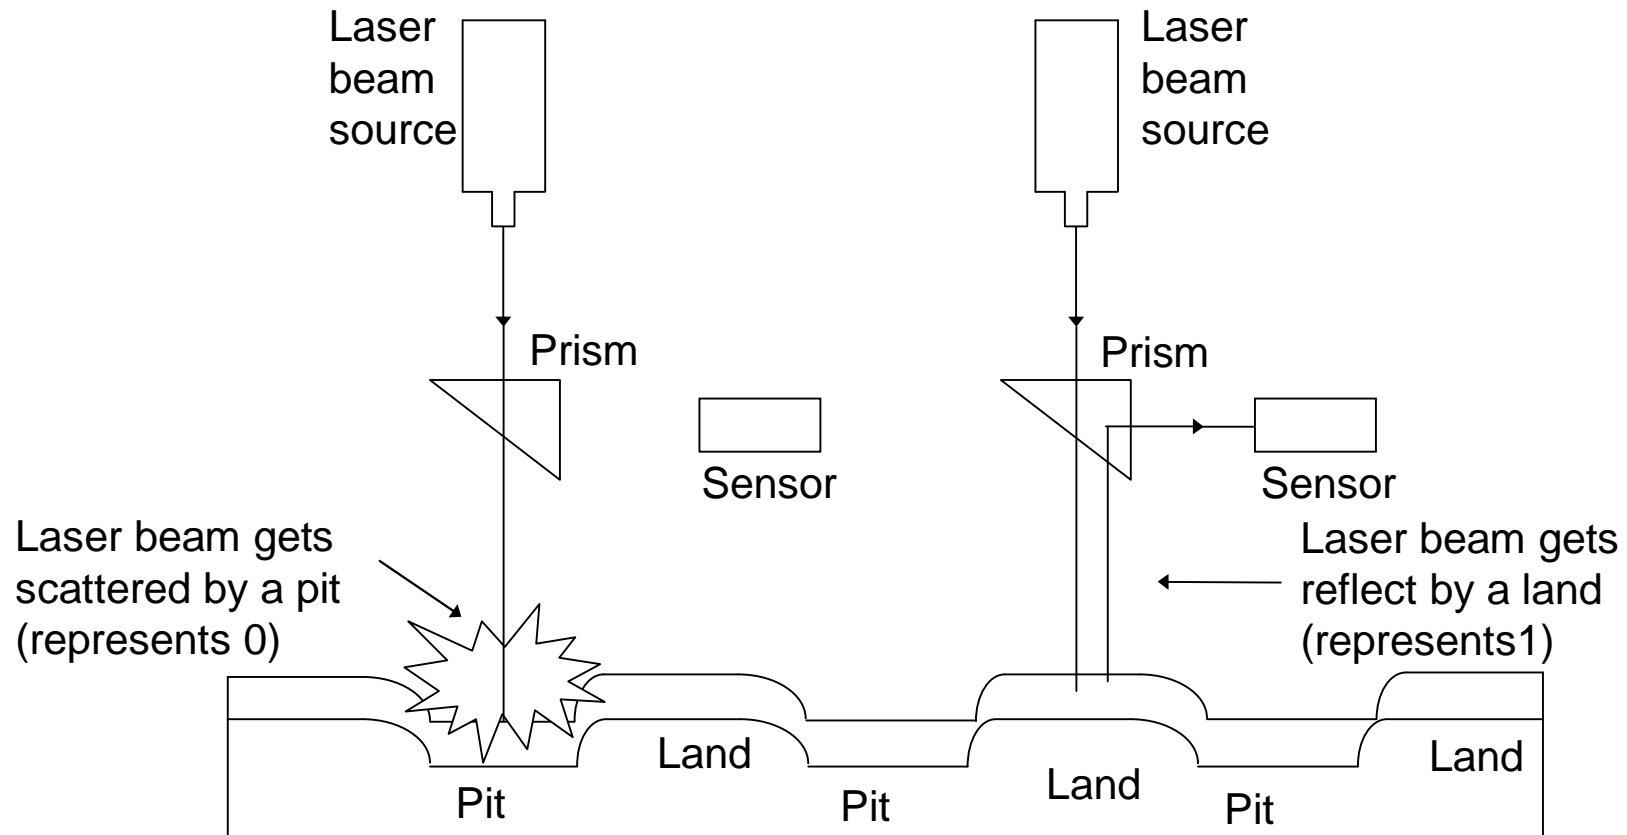 Laser
beam
source
Laser
beam
source
Prism
Prism
Sensor
Sensor
Laser beam gets
scattered by a pit
(represents 0)
Laser beam gets
reflect by a land
(represents1)
Land
Land
Land
Pit
Pit
Pit